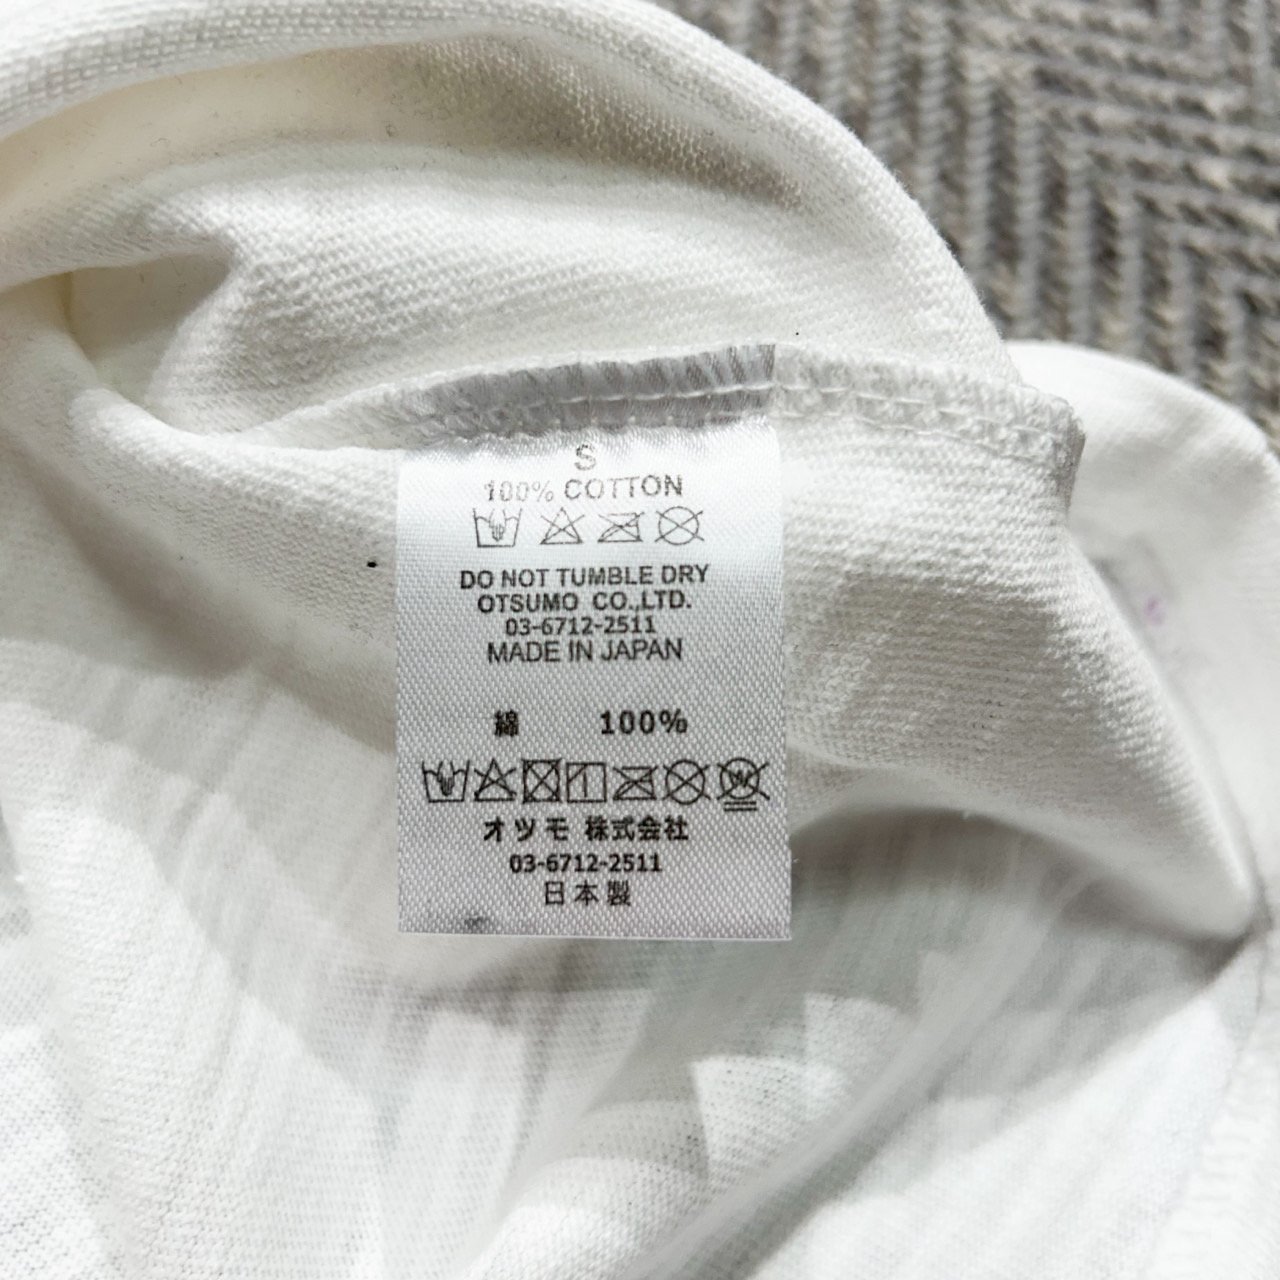 S
100% COTTON
DO NOT TUMBLE DRY
OTSUMO CO.,LTD.
03-6712-2511
MADE IN JAPAN
綿 100%
オツモ 株式会社
03-6712-2511
日本製